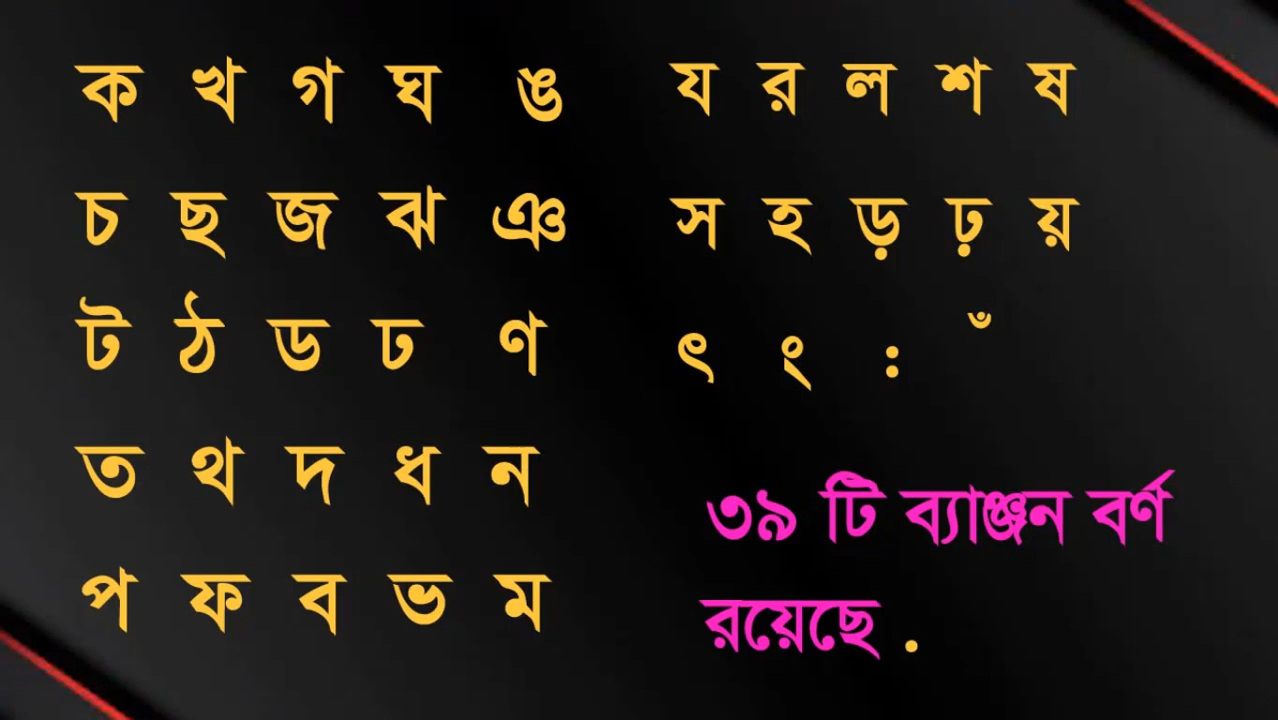 ক খ গ ঘ ঙ
চ ছ জ ঝ ঞ
ট ঠ ড ঢ ণ
ত থ দ ধ ন
প ফ ব ভ ম
য র ল শ ষ
স হ ড় ঢ় য়
ৎ ং ঃ ঁ
৩৯ টি ব্যাঞ্জন বর্ণ
রয়েছে .